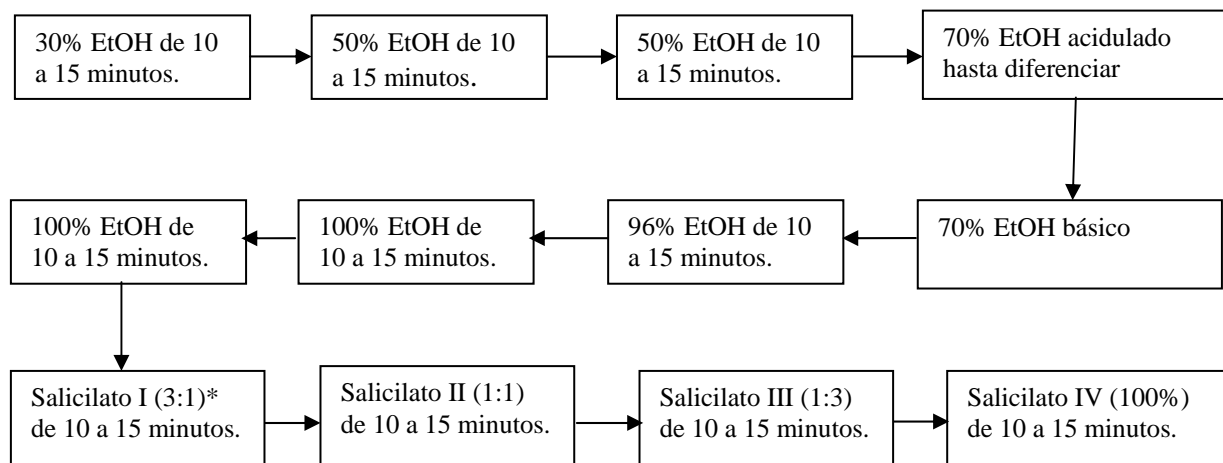 30% EtOH de 10
a 15 minutos.
50% EtOH de 10
a 15 minutos.
50% EtOH de 10
a 15 minutos.
70% EtOH acidulado
hasta diferenciar
70% EtOH básico
96% EtOH de 10
a 15 minutos.
100% EtOH de
10 a 15 minutos.
100% EtOH de
10 a 15 minutos.
Salicilato I (3:1)*
de 10 a 15 minutos.
Salicilato II (1:1)
de 10 a 15 minutos.
Salicilato III (1:3)
de 10 a 15 minutos.
Salicilato IV (100%)
de 10 a 15 minutos.